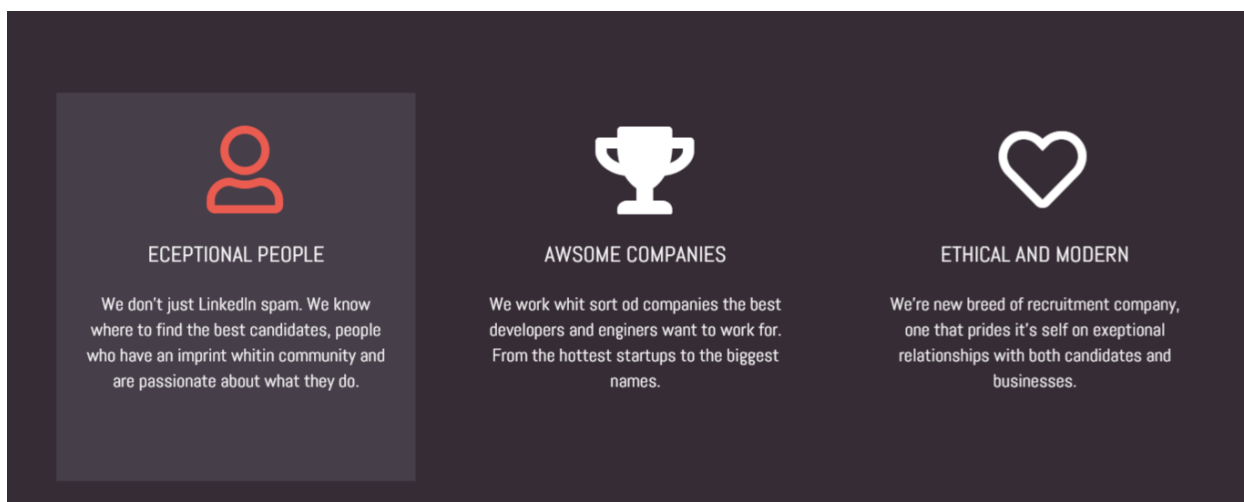 ECEPTIONAL PEOPLE
We don't just LinkedIn spam. We know
where to find the best candidates, people
who have an imprint whitin community and
are passionate about what they do.
AWSOME COMPANIES
We work whit sort od companies the best
developers and enginers want to work for.
From the hottest startups to the biggest
names.
ETHICAL AND MODERN
We're new breed of recruitment company,
one that prides it's self on exeptional
relationships with both candidates and
businesses.